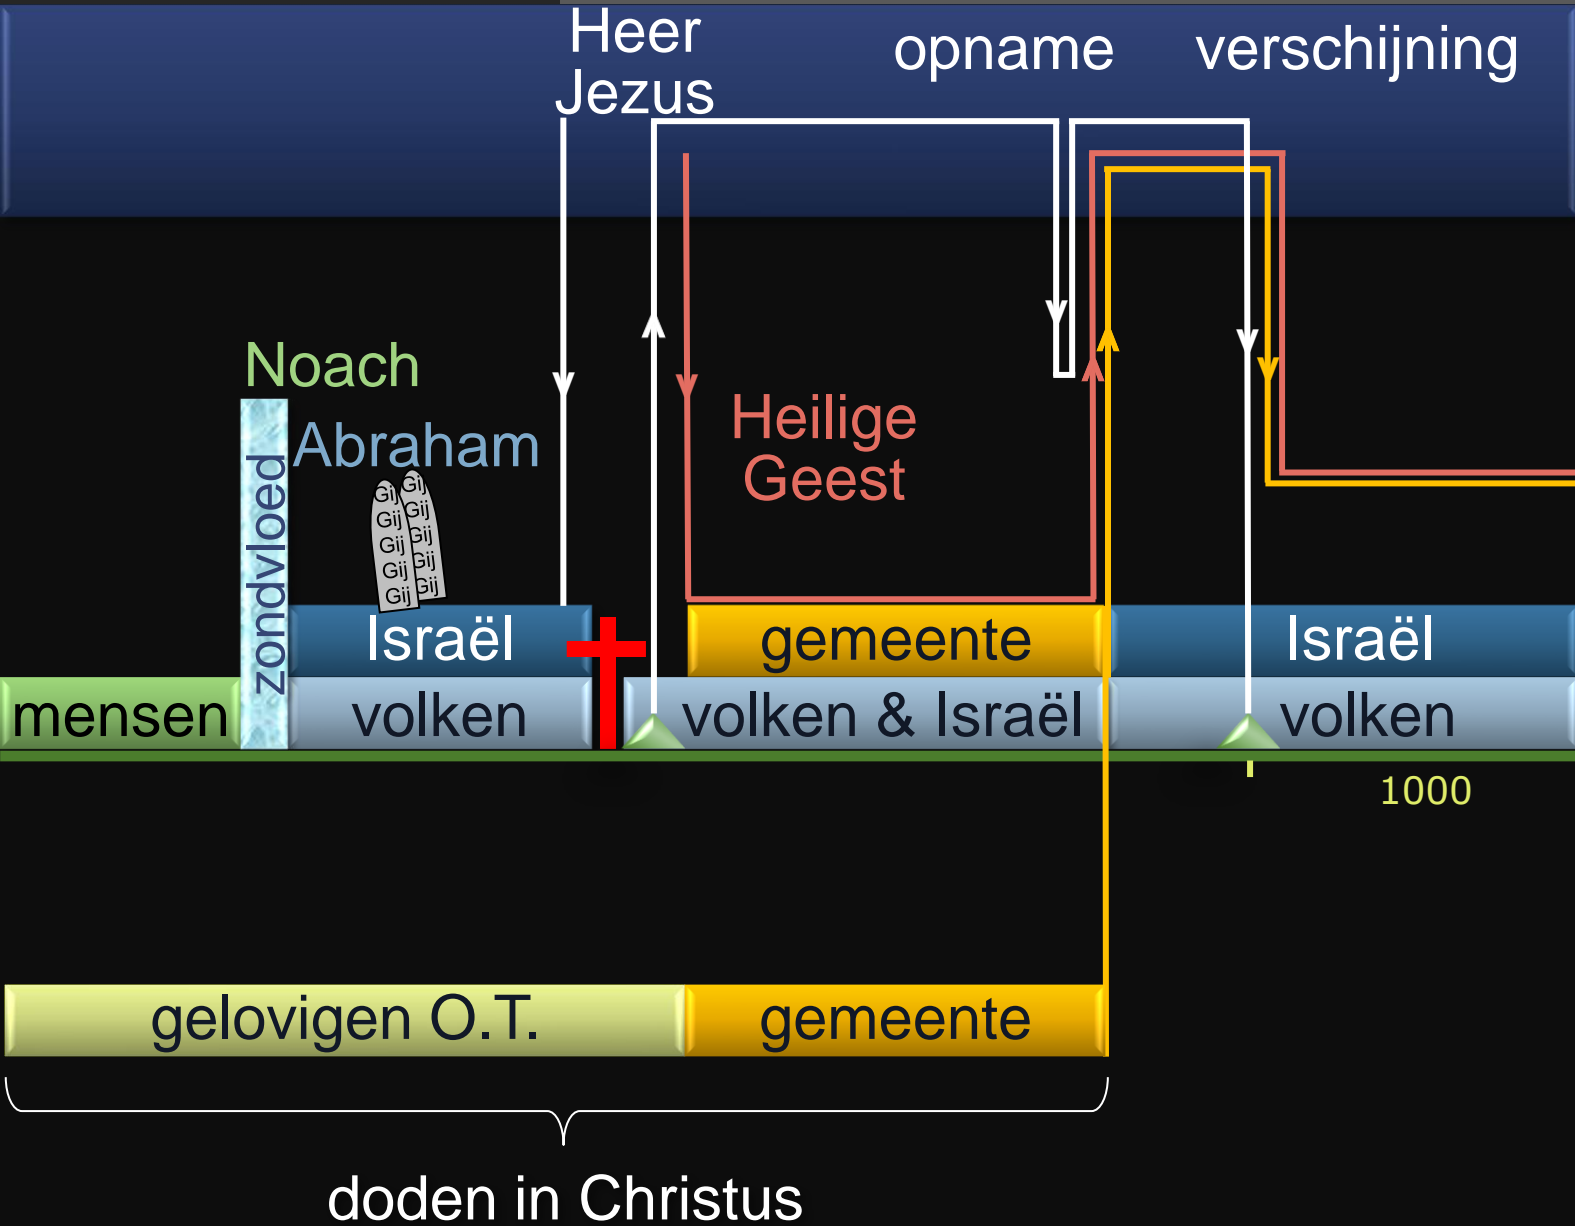 Heer
Jezus
opname
verschijning
Noach
Abraham
zondvloed
Gij
Gij
Gij
Gij
Gij
Gij
Gij
Gij
Gij
Gij
Heilige
Geest
Israël
gemeente
Israël
mensen
volken
volken & Israël
volken
1000
gelovigen O.T.
gemeente
doden in Christus